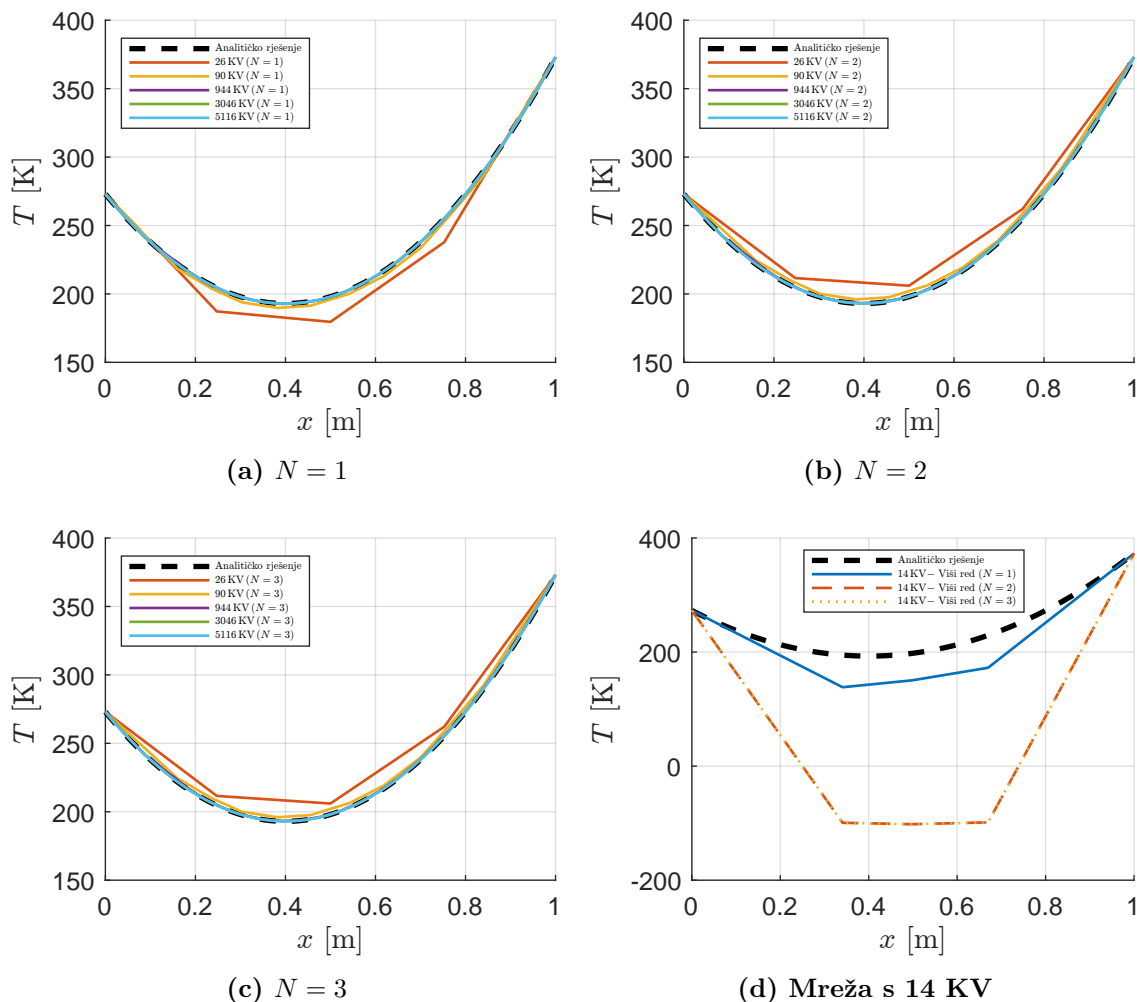 400
350
300
250
200
150
T [K]
Analitičko rješenje
26 KV (N = 1)
90 KV (N = 1)
944 KV (N = 1)
3046 KV (N = 1)
5116 KV (N = 1)
0 0.2 0.4 0.6 0.8 1
x [m]
(a) N = 1
400
350
300
250
200
150
T [K]
Analitičko rješenje
26 KV (N = 2)
90 KV (N = 2)
944 KV (N = 2)
3046 KV (N = 2)
5116 KV (N = 2)
0 0.2 0.4 0.6 0.8 1
x [m]
(b) N = 2
400
350
300
250
200
150
T [K]
Analitičko rješenje
26 KV (N = 3)
90 KV (N = 3)
944 KV (N = 3)
3046 KV (N = 3)
5116 KV (N = 3)
0 0.2 0.4 0.6 0.8 1
x [m]
(c) N = 3
400
200
0
-200
T [K]
Analitičko rješenje
14 KV– Viši red (N = 1)
14 KV– Viši red (N = 2)
14 KV– Viši red (N = 3)
0 0.2 0.4 0.6 0.8 1
x [m]
(d) Mreža s 14 KV